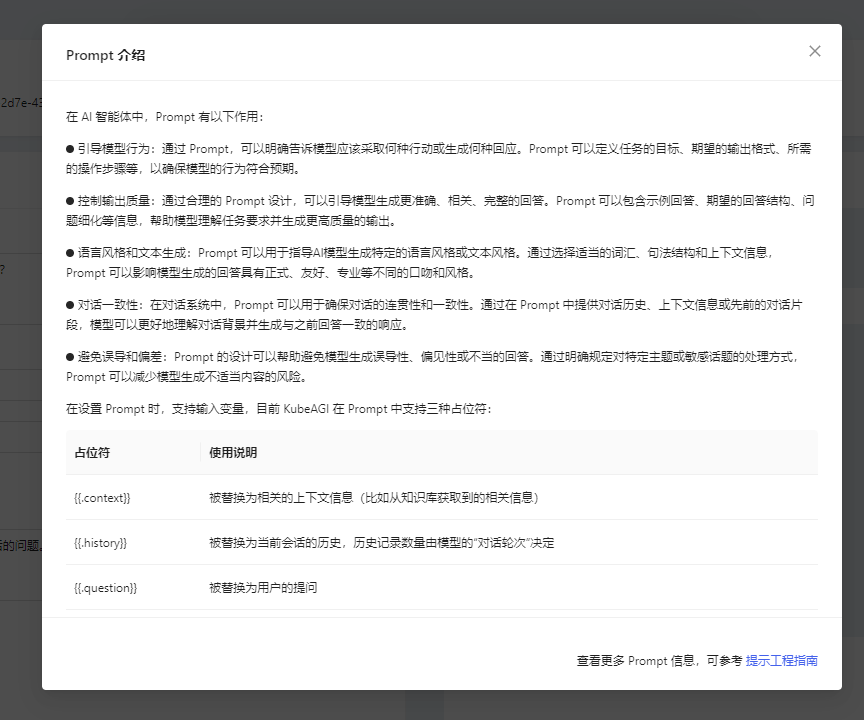 Prompt 介绍
2d7e-43
在 AI 智能体中，Prompt 有以下作用：
● 引导模型行为：通过 Prompt，可以明确告诉模型应该采取何种行动或生成何种回应。Prompt 可以定义任务的目标、期望的输出格式、所需
的操作步骤等，以确保模型的行为符合预期。
● 控制输出质量：通过合理的 Prompt 设计，可以引导模型生成更准确、相关、完整的回答。Prompt 可以包含示例回答、期望的回答结构、问
题细化等信息，帮助模型理解任务要求并生成更高质量的输出。
● 语言风格和文本生成：Prompt 可以用于指导AI模型生成特定的语言风格或文本风格。通过选择适当的词汇、句法结构和上下文信息，
?
Prompt 可以影响模型生成的回答具有正式、友好、专业等不同的口吻和风格。
● 对话一致性：在对话系统中，Prompt 可以用于确保对话的连贯性和一致性。通过在 Prompt 中提供对话历史、上下文信息或先前的对话片
段，模型可以更好地理解对话背景并生成与之前回答一致的响应。
● 避免误导和偏差：Prompt 的设计可以帮助避免模型生成误导性、偏见性或不当的回答。通过明确规定对特定主题或敏感话题的处理方式，
Prompt 可以减少模型生成不适当内容的风险。
在设置 Prompt 时，支持输入变量，目前 KubeAGI 在 Prompt 中支持三种占位符：
占位符 使用说明
{{.context}} 被替换为相关的上下文信息（比如从知识库获取到的相关信息）
{{.history}} 被替换为当前会话的历史，历史记录数量由模型的“对话轮次”决定
的问题。
{{.question}} 被替换为用户的提问
查看更多 Prompt 信息，可参考 提示工程指南